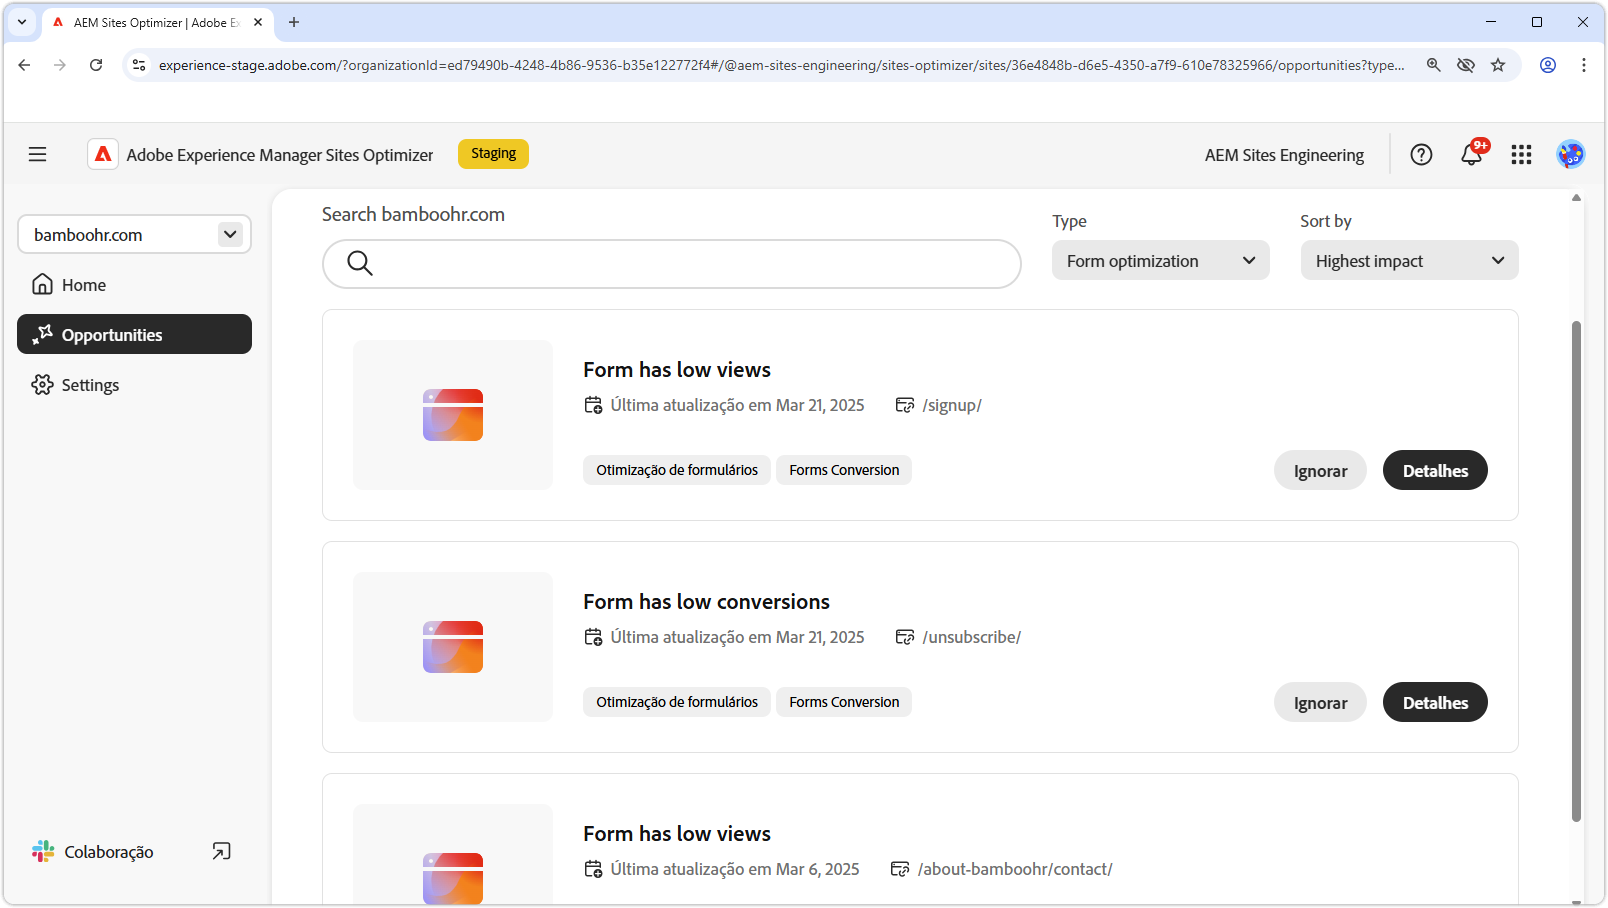 AEM Sites Optimizer | Adobe Ex
experience-stage.adobe.com/?organizationId=ed79490b-4248-4b86-9536-b35e122772f4#/@aem-sites-engineering/sites-optimizer/sites/36e4848b-d6e5-4350-a7f9-610e78325966/opportunities?type...
Adobe Experience Manager Sites Optimizer
Staging
AEM Sites Engineering
9+
bamboohr.com
Home
Opportunities
Settings
Colaboração
Search bamboohr.com
Type
Form optimization
Sort by
Highest impact
Form has low views
Última atualização em Mar 21, 2025 /signup/
Otimização de formulários Forms Conversion
Ignorar Detalhes
Form has low conversions
Última atualização em Mar 21, 2025 /unsubscribe/
Otimização de formulários Forms Conversion
Ignorar Detalhes
Form has low views
Última atualização em Mar 6, 2025 /about-bamboohr/contact/